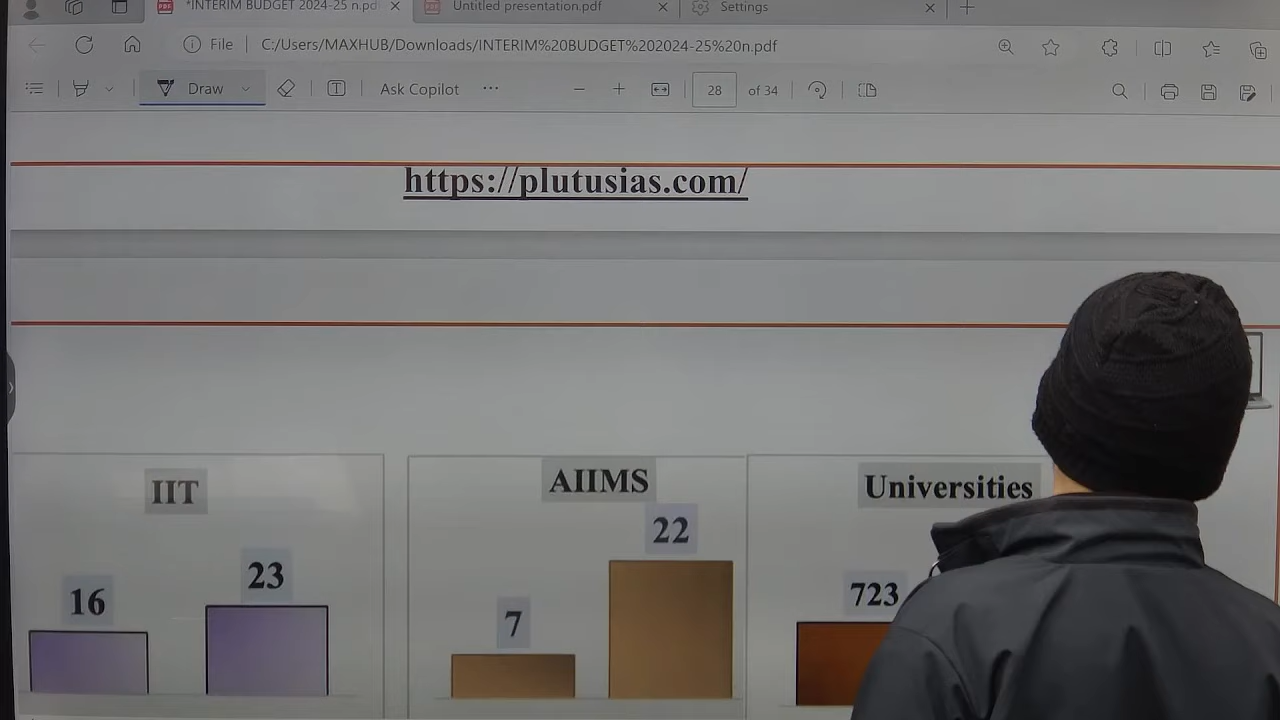 *INTERIM BUDGET 2024-25 n.pd
Untitled presentation.pdf
Settings
File
C:/Users/MAXHUB/Downloads/INTERIM%20BUDGET%202024-25%20n.pdf
Draw
Ask Copilot
28
of 34
https://plutusias.com/
IIT
AIIMS
Universities
16
23
7
22
723